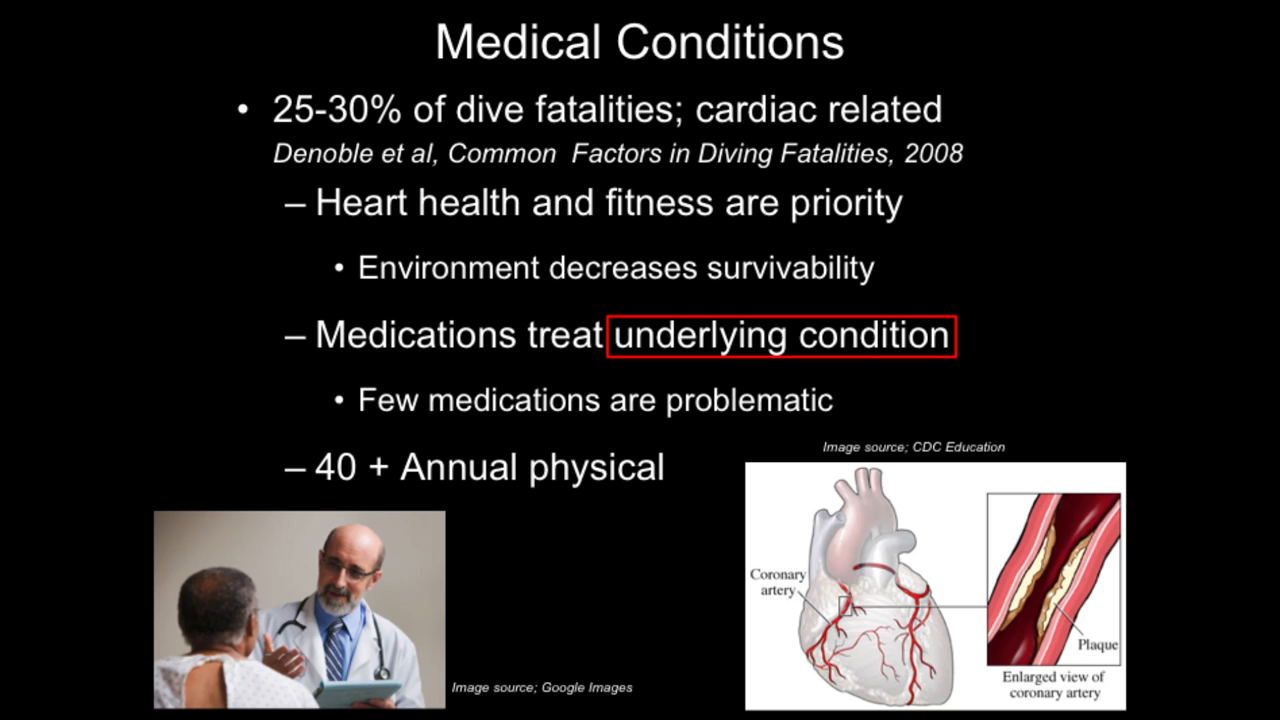 Medical Conditions
• 25-30% of dive fatalities; cardiac related
Denoble et al, Common Factors in Diving Fatalities, 2008
– Heart health and fitness are priority
• Environment decreases survivability
– Medications treat underlying condition
• Few medications are problematic
– 40 + Annual physical
Image source; CDC Education
Coronary
artery
Plaque
Enlarged view of
coronary artery
Image source; Google Images